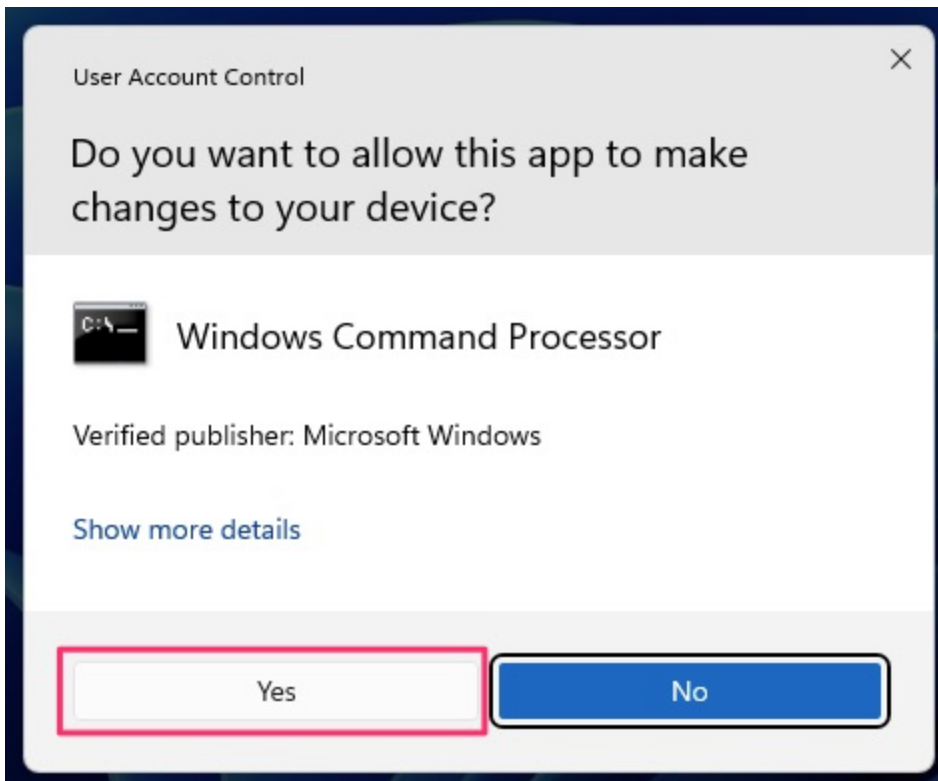 User Account Control
Do you want to allow this app to make
changes to your device?
C:\
Windows Command Processor
Verified publisher: Microsoft Windows
Show more details
Yes
No